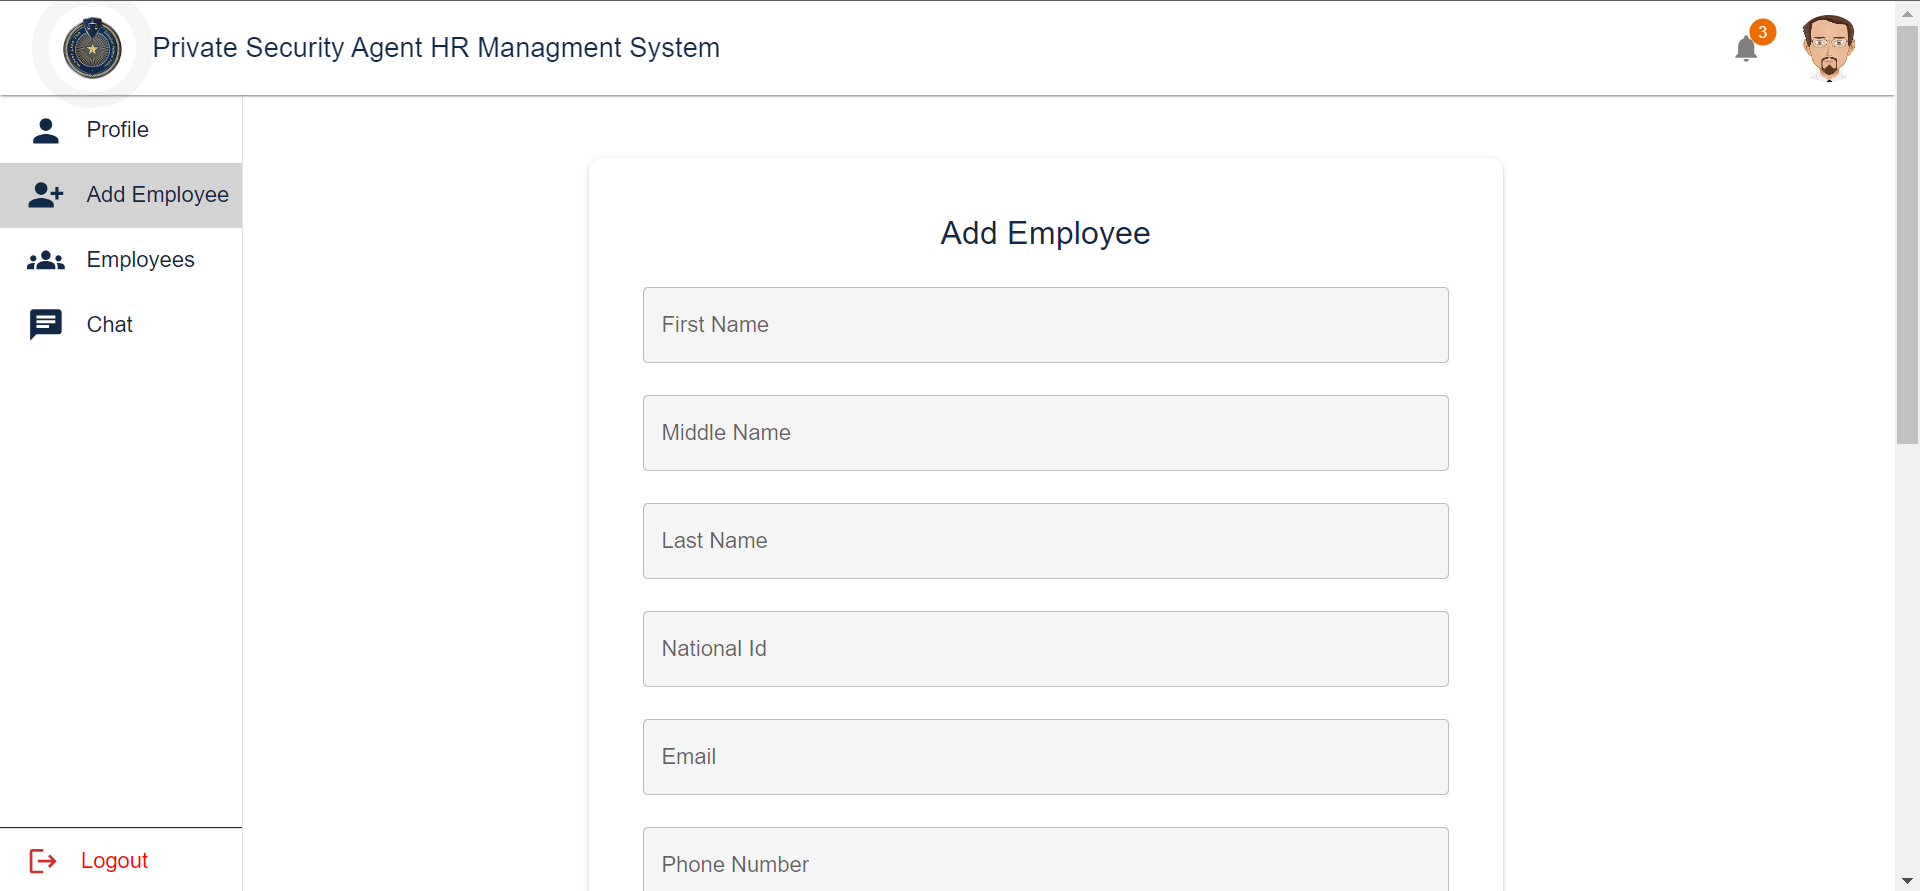 Private Security Agent HR Managment System
3
Profile
Add Employee
Employees
Chat
Logout
Add Employee
First Name
Middle Name
Last Name
National Id
Email
Phone Number